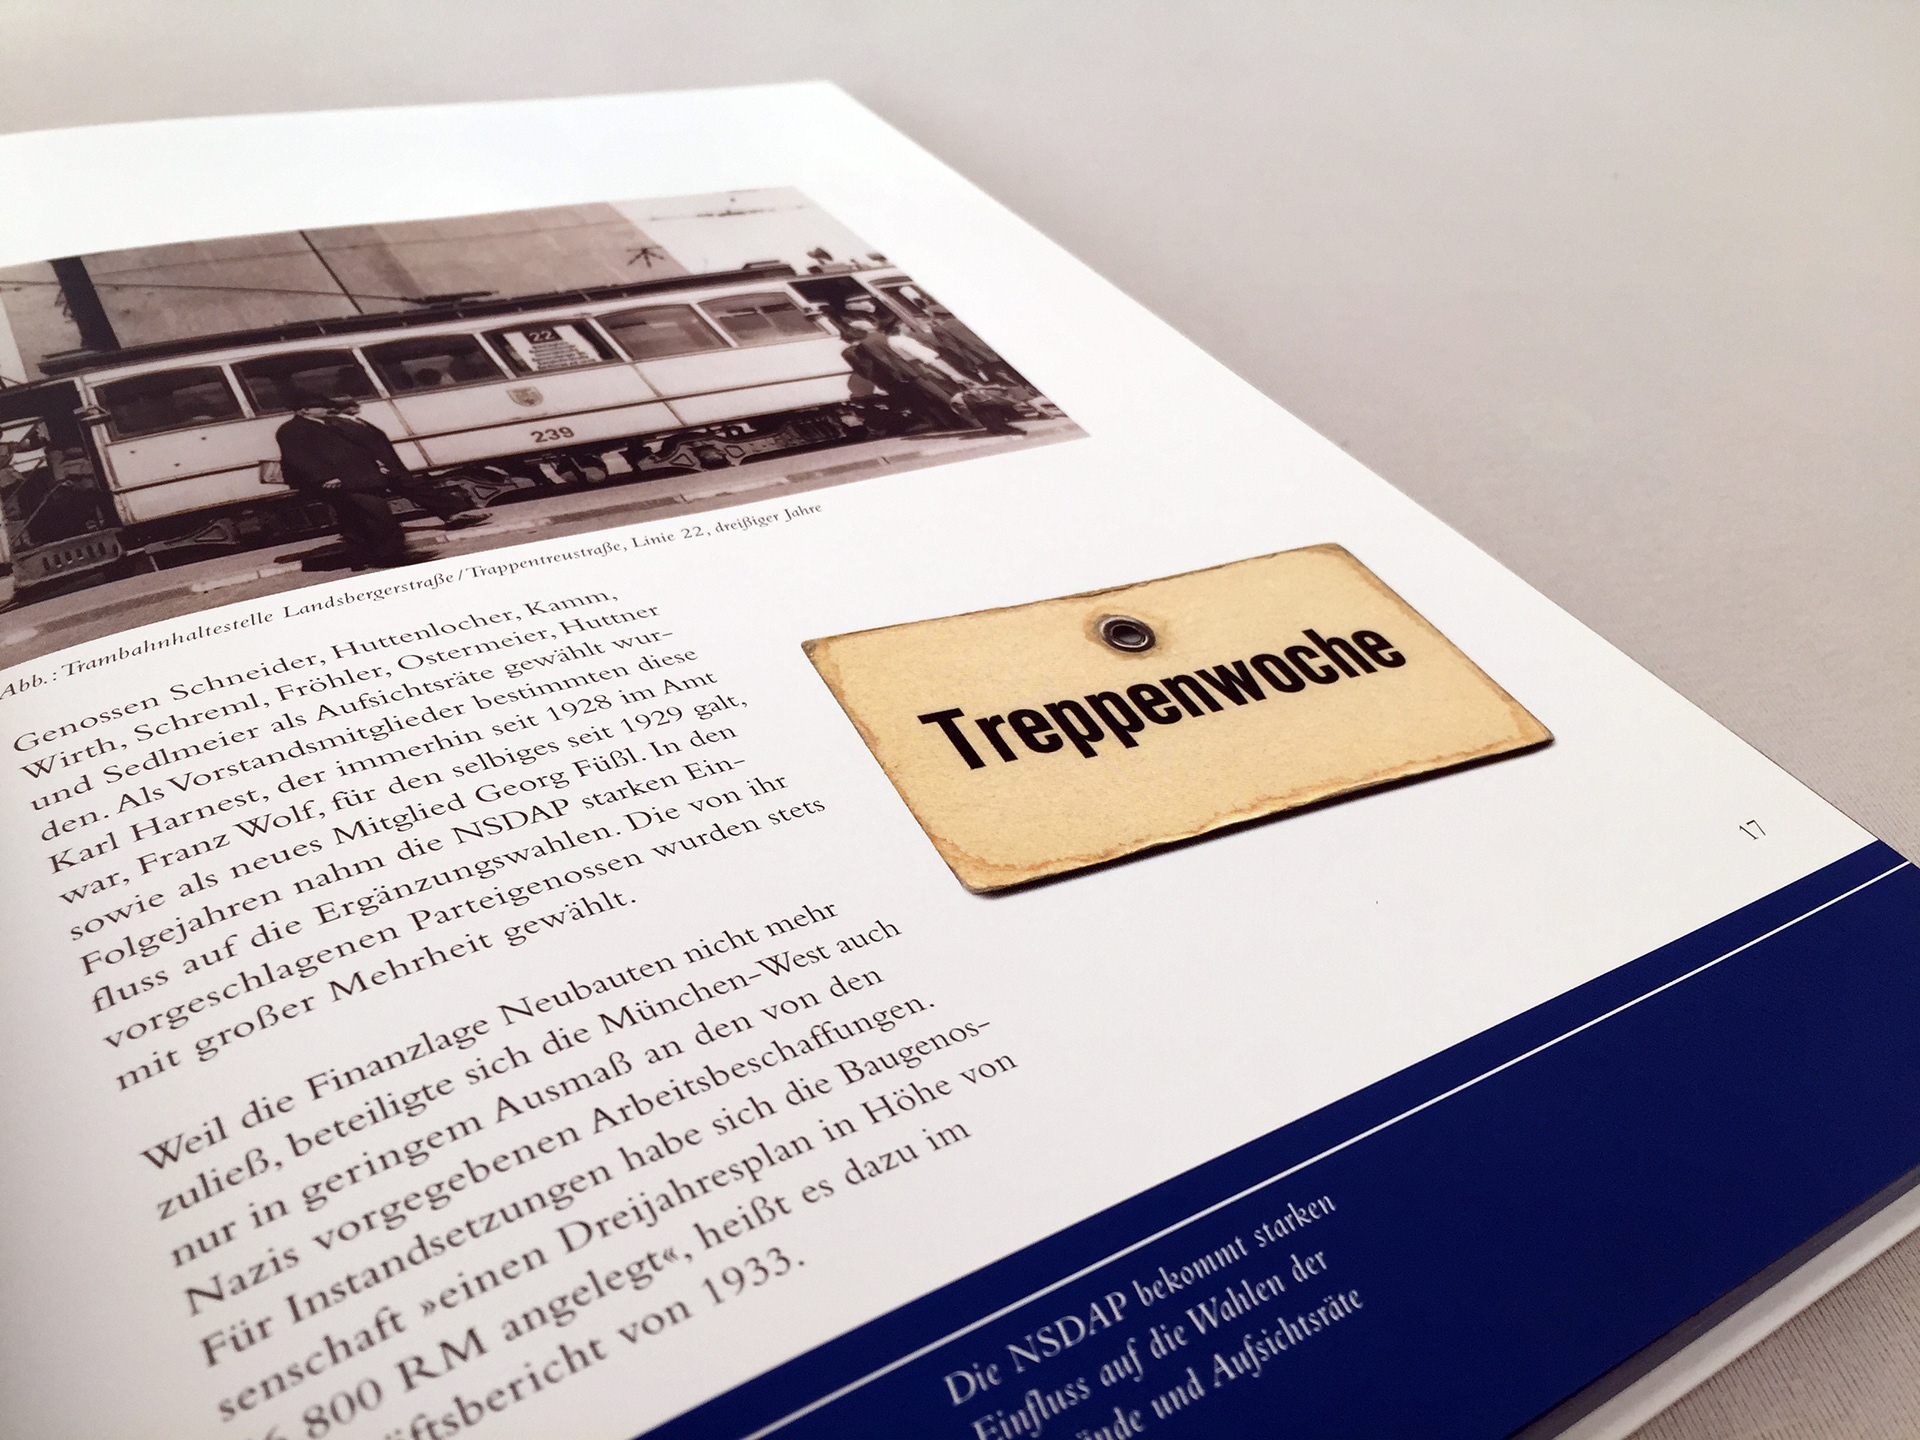 22
239
Abb.: Trambahnhaltestelle Landsbergerstraße/Trappentreustraße, Linie 22, dreißiger Jahre
Genossen Schneider, Huttenlocher, Kamm,
Wirth, Schreml, Fröhler, Ostermeier, Huttner
und Sedlmeier als Aufsichtsräte gewählt wur-
den. Als Vorstandsmitglieder bestimmten diese
Karl Harnest, der immerhin seit 1928 im Amt
war, Franz Wolf, für den selbiges seit 1929 galt,
sowie als neues Mitglied Georg Füßl. In den
Folgejahren nahm die NSDAP starken Ein-
fluss auf die Ergänzungswahlen. Die von ihr
vorgeschlagenen Parteigenossen wurden stets
mit großer Mehrheit gewählt.
Weil die Finanzlage Neubauten nicht mehr
zuließ, beteiligte sich die München-West auch
nur in geringem Ausmaß an den von den
Nazis vorgegebenen Arbeitsbeschaffungen.
Für Instandsetzungen habe sich die Baugenos-
senschaft »einen Dreijahresplan in Höhe von
800 RM angelegt«, heißt es dazu im
von 1933.
Treppenwoche
17
Die NSDAP bekommt starken
Einfluss auf die Wahlen der
und Aufsichtsräte